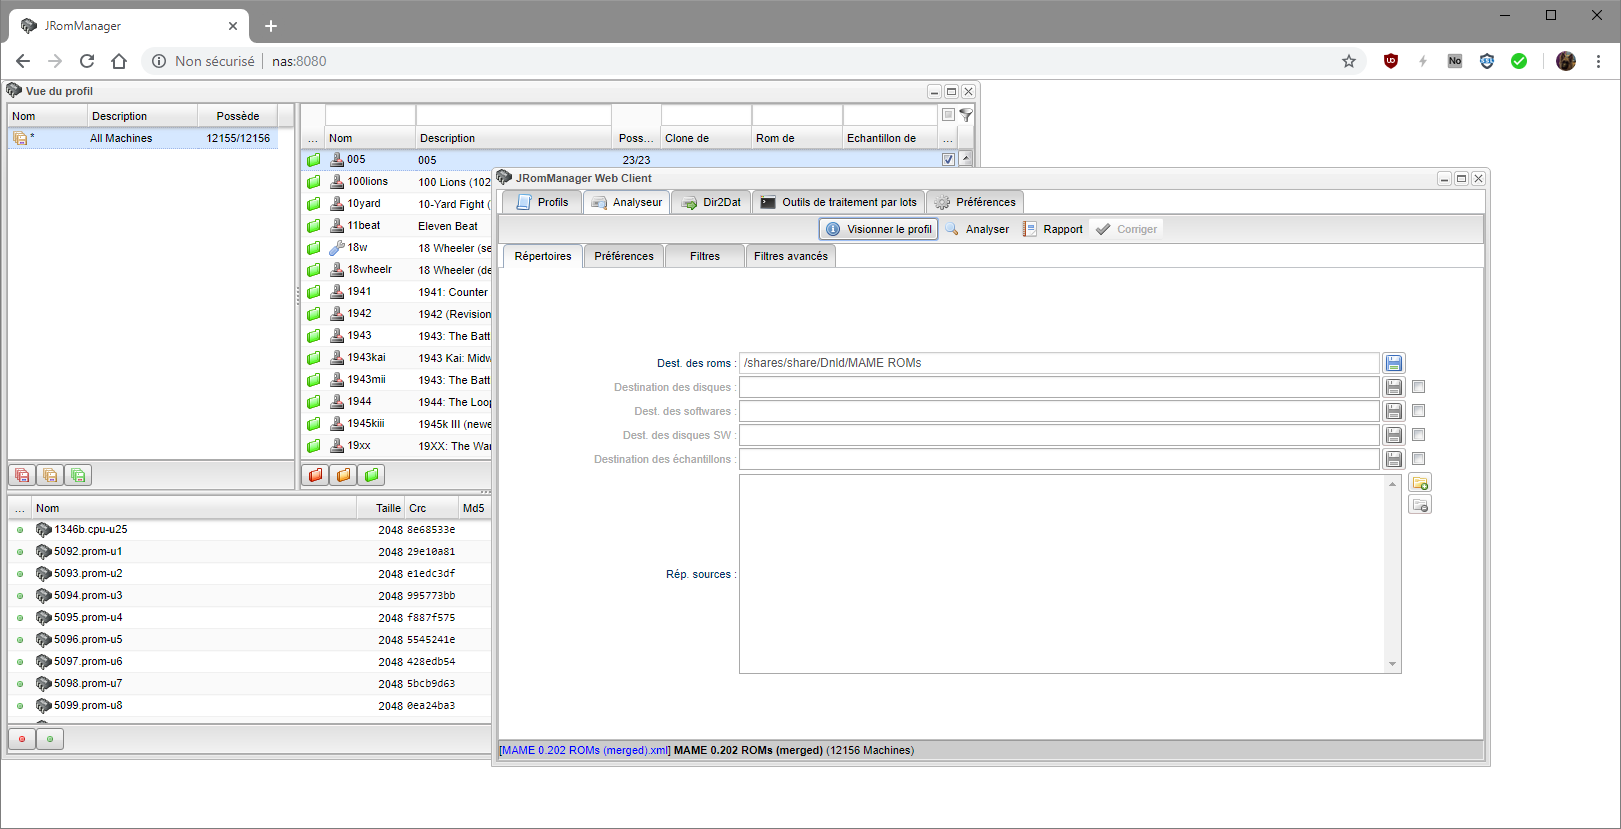 JRomManager
Non sécurisé nas:8080
No
Vue du profil
Nom Description Possède
* All Machines 12155/12156
... Nom Description Poss... Clone de Rom de Echantillon de ...
005 005 23/23
100lions 100 Lions (102
10yard 10-Yard Fight (
11beat Eleven Beat
18w 18 Wheeler (se
18wheelr 18 Wheeler (de
1941 1941: Counter
1942 1942 (Revision
1943 1943: The Batt
1943kai 1943 Kai: Midw
1943mii 1943: The Batt
1944 1944: The Loop
1945kiii 1945k III (newe
19xx 19XX: The War
... Nom Taille Crc Md5
1346b.cpu-u25 2048 8e68533e
5092.prom-u1 2048 29e10a81
5093.prom-u2 2048 e1edc3df
5094.prom-u3 2048 995773bb
5095.prom-u4 2048 f887f575
5096.prom-u5 2048 5545241e
5097.prom-u6 2048 428edb54
5098.prom-u7 2048 5bcb9d63
5099.prom-u8 2048 0ea24ba3
JRomManager Web Client
Profils Analyseur Dir2Dat Outils de traitement par lots Préférences
Visionner le profil Analyser Rapport Corriger
Répertoires Préférences Filtres Filtres avancés
Dest. des roms : /shares/share/Dnld/MAME ROMs
Destination des disques :
Dest. des softwares :
Dest. des disques SW :
Destination des échantillons :
Rép. sources :
[MAME 0.202 ROMs (merged).xml] MAME 0.202 ROMs (merged) (12156 Machines)